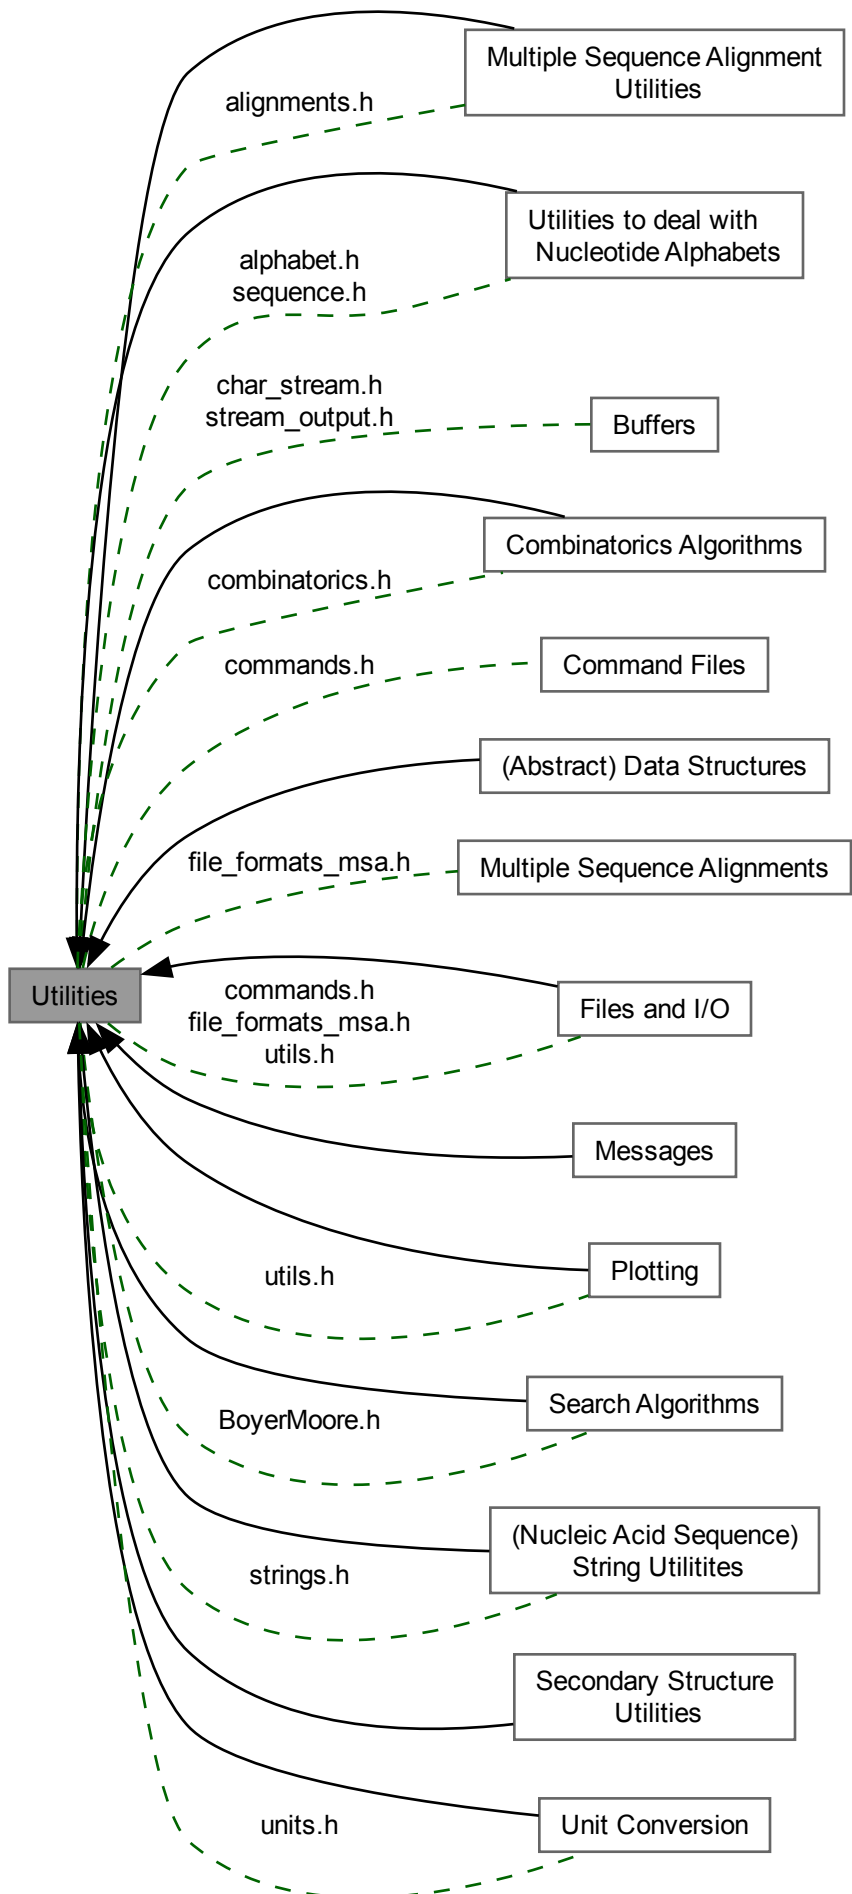 Multiple Sequence Alignment
Utilities
alignments.h
Utilities to deal with
Nucleotide Alphabets
alphabet.h
sequence.h
char_stream.h
stream_output.h
Buffers
Combinatorics Algorithms
combinatorics.h
commands.h
Command Files
(Abstract) Data Structures
file_formats_msa.h
Multiple Sequence Alignments
Utilities
commands.h
file_formats_msa.h
utils.h
Files and I/O
Messages
utils.h
Plotting
Search Algorithms
BoyerMoore.h
(Nucleic Acid Sequence)
String Utilitites
strings.h
Secondary Structure
Utilities
units.h
Unit Conversion